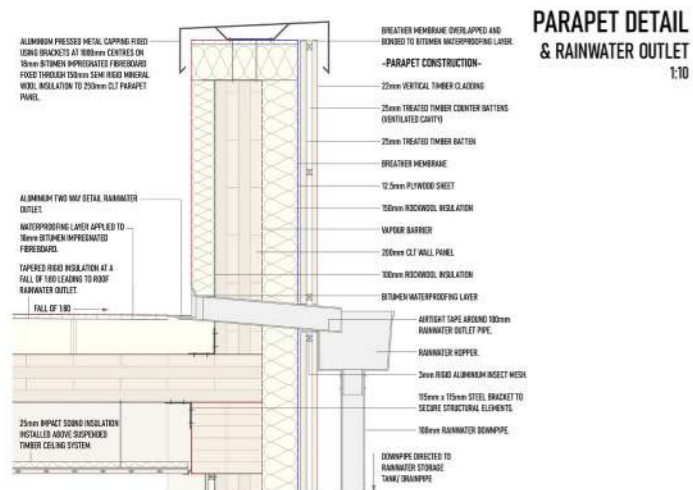 PARAPET DETAIL
& RAINWATER OUTLET
1:10
ALUMINIUM PRESSED METAL CAPPING FIXED
USING BRACKETS AT 1000mm CENTRES ON
18mm BITUMEN IMPREGNATED FIBREBOARD
FIXED THROUGH 150mm SEMI RIGID MINERAL
WOOL INSULATION TO 250mm CLT PARAPET
PANEL.
ALUMINIUM TWO WAY DETAIL RAINWATER
OUTLET.
WATERPROOFING LAYER APPLIED TO
18mm BITUMEN IMPREGNATED
FIBREBOARD.
TAPERED RIGID INSULATION AT A
FALL OF 1:80 LEADING TO ROOF
RAINWATER OUTLET.
FALL OF 1:80
25mm IMPACT SOUND INSULATION
INSTALLED ABOVE SUSPENDED
TIMBER CEILING SYSTEM.
BREATHER MEMBRANE OVERLAPPED AND
BONDED TO BITUMEN WATERPROOFING LAYER.
-PARAPET CONSTRUCTION-
22mm VERTICAL TIMBER CLADDING
25mm TREATED TIMBER COUNTER BATTENS
(VENTILATED CAVITY)
25mm TREATED TIMBER BATTEN
BREATHER MEMBRANE
12.5mm PLYWOOD SHEET
150mm ROCKWOOL INSULATION
VAPOUR BARRIER
200mm CLT WALL PANEL
100mm ROCKWOOL INSULATION
BITUMEN WATERPROOFING LAYER
AIRTIGHT TAPE AROUND 100mm
RAINWATER OUTLET PIPE.
RAINWATER HOPPER.
3mm RIGID ALUMINIUM INSECT MESH
115mm x 115mm STEEL BRACKET TO
SECURE STRUCTURAL ELEMENTS.
100mm RAINWATER DOWNPIPE.
DOWNPIPE DIRECTED TO
RAINWATER STORAGE
TANK/ DRAINPIPE